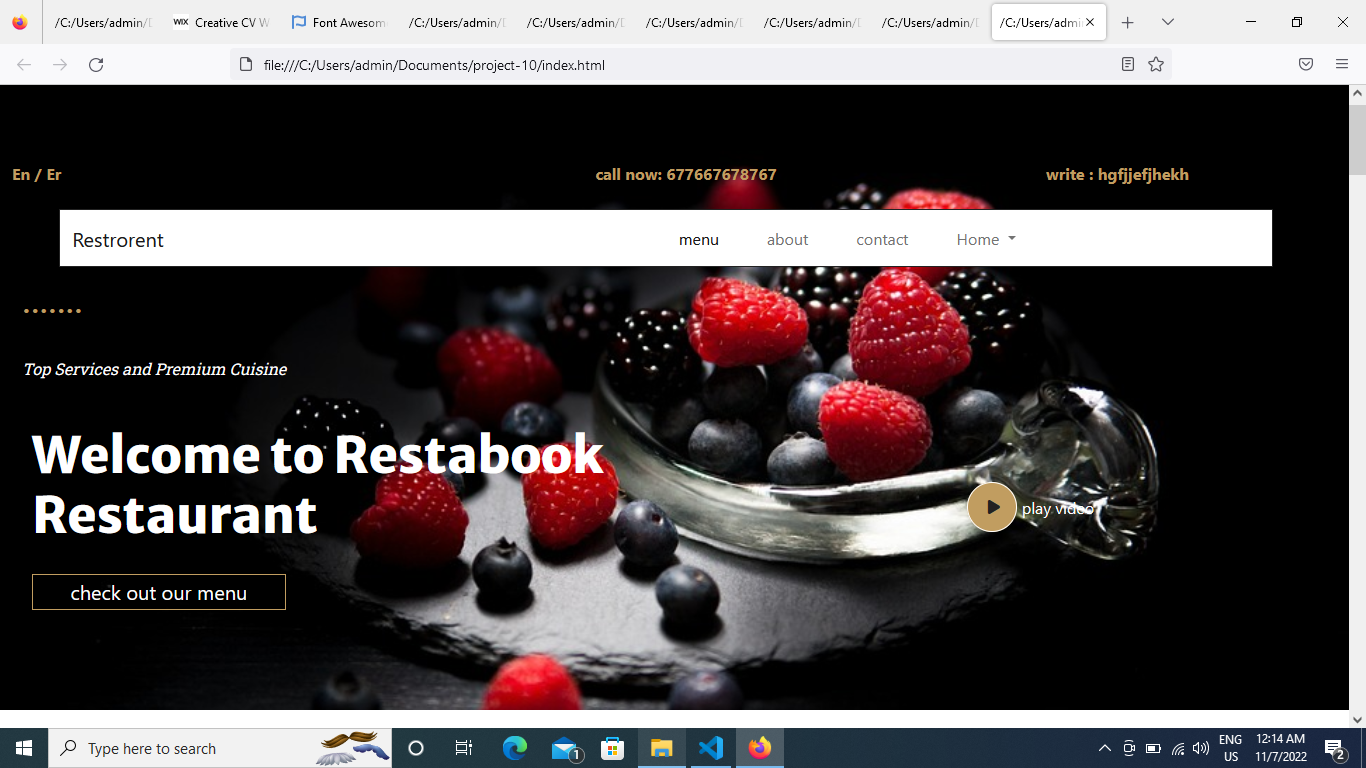 /C:/Users/admin/D
WIX Creative CV W
Font Awesom
/C:/Users/admin/D
/C:/Users/admin/D
/C:/Users/admin/D
/C:/Users/admin/D
/C:/Users/admin/D
/C:/Users/admi
file:///C:/Users/admin/Documents/project-10/index.html
En / Er
call now: 677667678767
write : hgfjjefjhekh
Restrorent
menu
about
contact
Home
Top Services and Premium Cuisine
Welcome to Restabook
Restaurant
play video
check out our menu
Type here to search
1
ENG
US
12:14 AM
11/7/2022
2